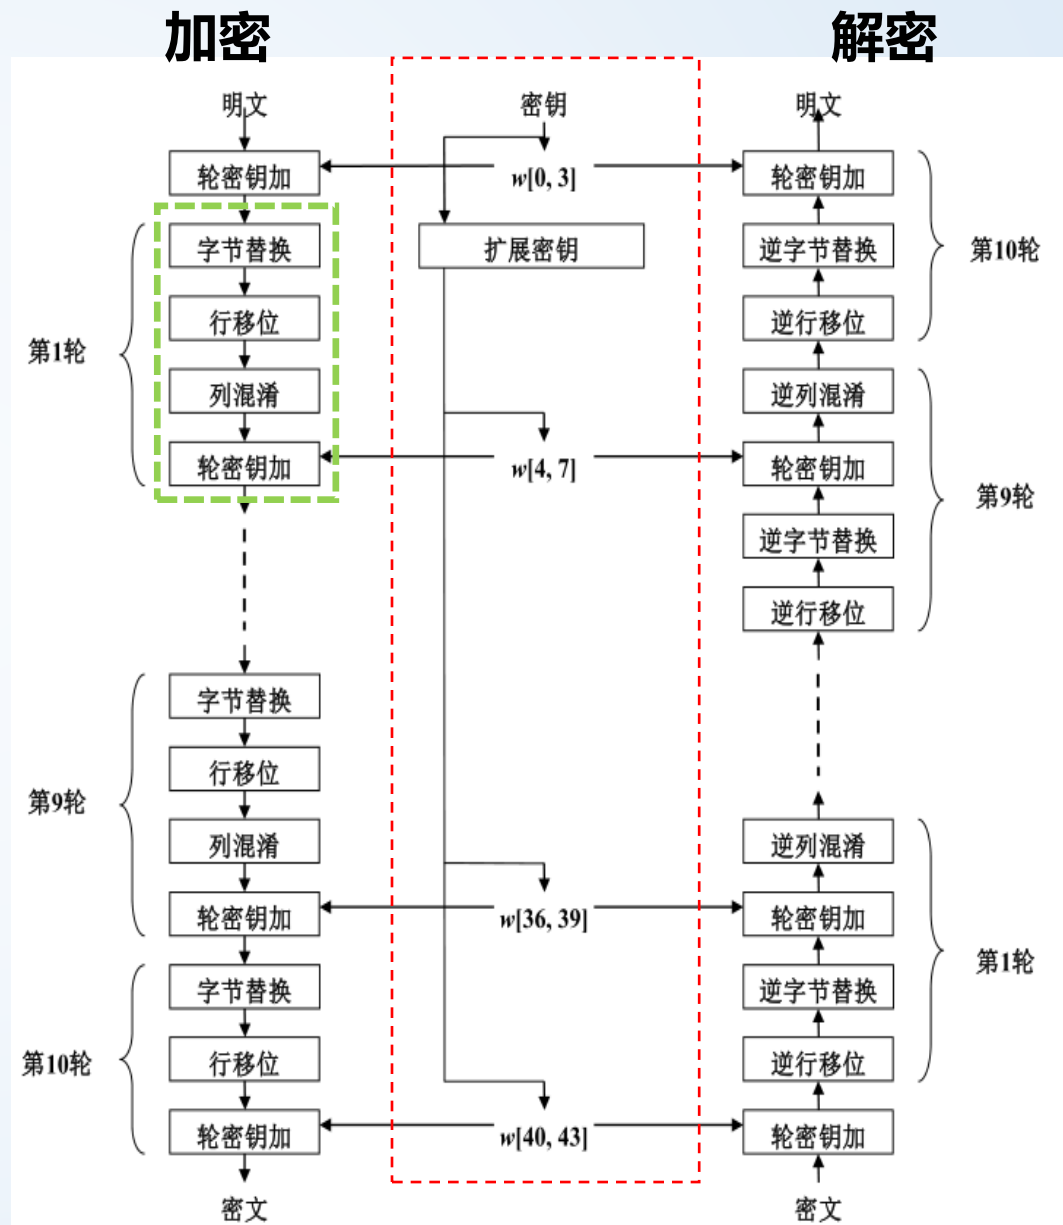 加密
解密
明文
密钥
明文
轮密钥加
w[0, 3]
轮密钥加
字节替换
扩展密钥
逆字节替换
第10轮
行移位
逆行移位
第1轮
列混淆
逆列混淆
轮密钥加
w[4, 7]
轮密钥加
第9轮
逆字节替换
逆行移位
字节替换
行移位
第9轮
列混淆
逆列混淆
轮密钥加
w[36, 39]
轮密钥加
第1轮
字节替换
逆字节替换
第10轮
行移位
逆行移位
轮密钥加
w[40, 43]
轮密钥加
密文
密文